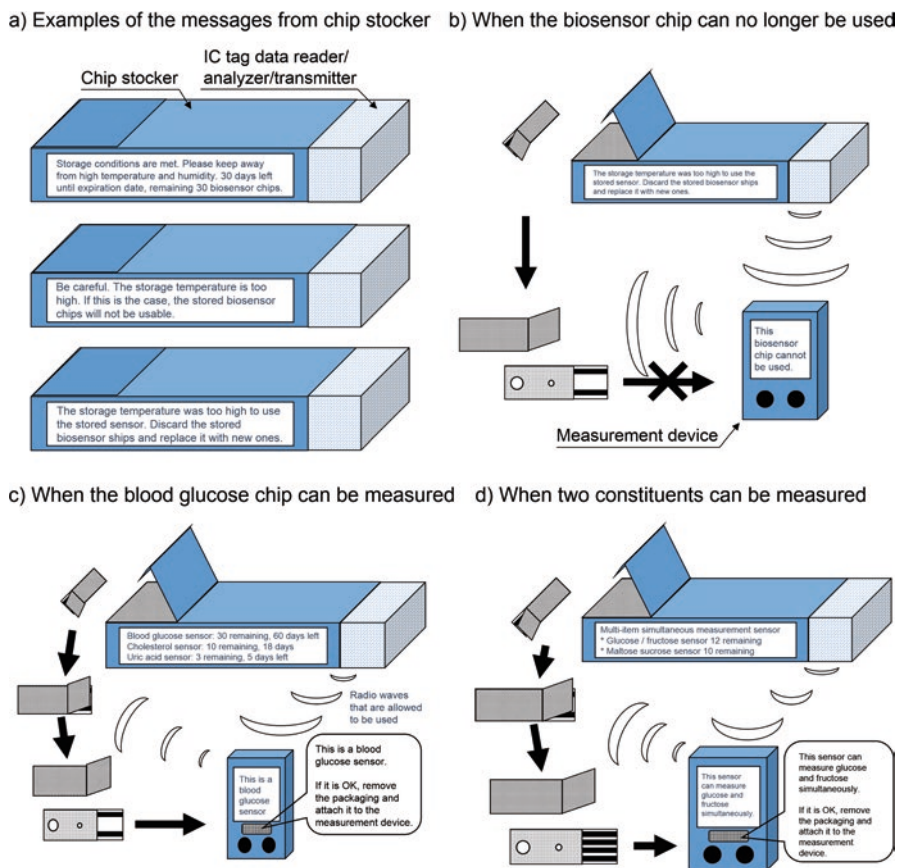 a) Examples of the messages from chip stocker
Chip stocker
IC tag data reader/
analyzer/transmitter
Storage conditions are met. Please keep away
from high temperature and humidity. 30 days left
until expiration date, remaining 30 biosensor chips.
Be careful. The storage temperature is too
high. If this is the case, the stored biosensor
chips will not be usable.
The storage temperature was too high to use
the stored sensor. Discard the stored
biosensor ships and replace it with new ones.
b) When the biosensor chip can no longer be used
The storage temperature was too high to use the
stored sensor. Discard the stored biosensor ships
and replace it with new ones.
This
biosensor
chip cannot
be used.
Measurement device
c) When the blood glucose chip can be measured
Blood glucose sensor: 30 remaining, 60 days left
Cholesterol sensor: 10 remaining, 18 days
Uric acid sensor: 3 remaining, 5 days left
Radio waves
that are allowed
to be used
This is a
blood
glucose
sensor
This is a blood
glucose sensor.
If it is OK, remove
the packaging and
attach it to the
measurement device.
d) When two constituents can be measured
Multi-item simultaneous measurement sensor
* Glucose / fructose sensor 12 remaining
* Maltose sucrose sensor 10 remaining
This sensor
can measure
glucose and
fructose
simultaneously.
This sensor can
measure glucose
and fructose
simultaneously.
If it is OK, remove
the packaging and
attach it to the
measurement
device.